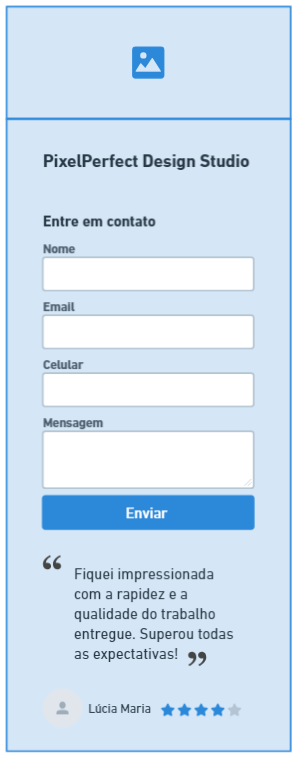 PixelPerfect Design Studio
Entre em contato
Nome
Email
Celular
Mensagem
Enviar
“ Fiquei impressionada
com a rapidez e a
qualidade do trabalho
entregue. Superou todas
as expectativas! ”
Lúcia Maria